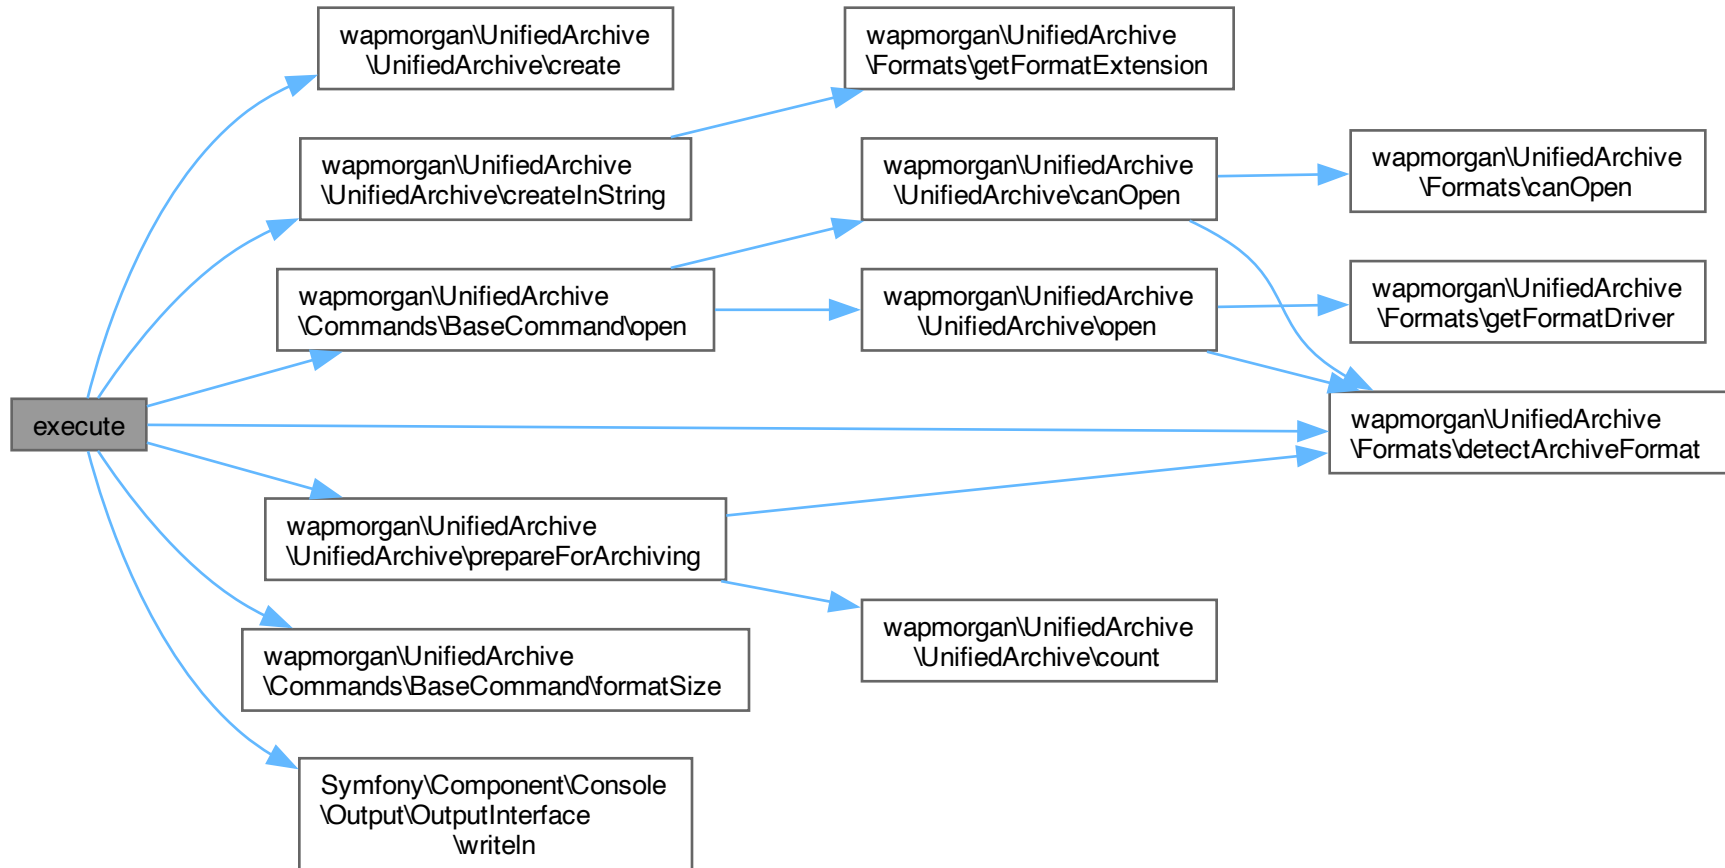 execute
wapmorgan\UnifiedArchive
\UnifiedArchive\create
wapmorgan\UnifiedArchive
\UnifiedArchive\createInString
wapmorgan\UnifiedArchive
\Commands\BaseCommand\open
wapmorgan\UnifiedArchive
\UnifiedArchive\prepareForArchiving
wapmorgan\UnifiedArchive
\Commands\BaseCommand\formatSize
Symfony\Component\Console
\Output\OutputInterface
\writeln
wapmorgan\UnifiedArchive
\Formats\getFormatExtension
wapmorgan\UnifiedArchive
\UnifiedArchive\canOpen
wapmorgan\UnifiedArchive
\UnifiedArchive\open
wapmorgan\UnifiedArchive
\UnifiedArchive\count
wapmorgan\UnifiedArchive
\Formats\canOpen
wapmorgan\UnifiedArchive
\Formats\getFormatDriver
wapmorgan\UnifiedArchive
\Formats\detectArchiveFormat